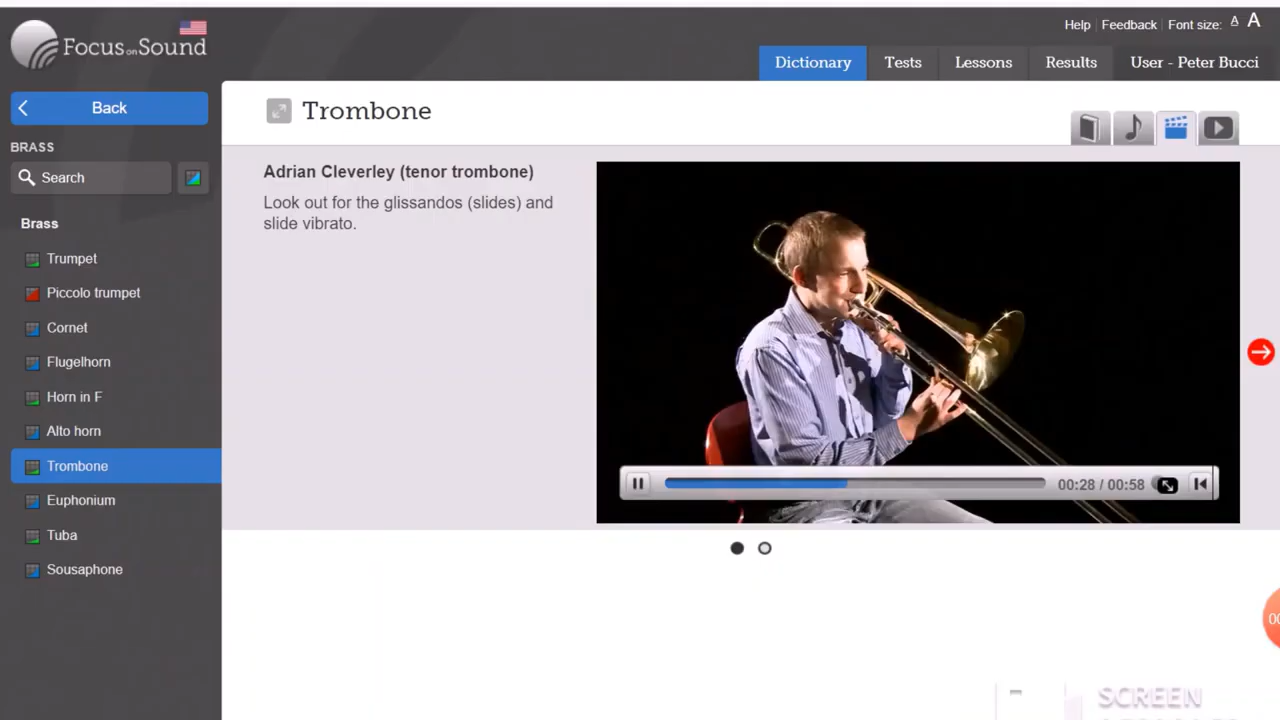 Focus on Sound
Help Feedback Font size: A A
Dictionary Tests Lessons Results User - Peter Bucci
Back
BRASS
Search
Brass
Trumpet
Piccolo trumpet
Cornet
Flugelhorn
Horn in F
Alto horn
Trombone
Euphonium
Tuba
Sousaphone
Trombone
Adrian Cleverley (tenor trombone)
Look out for the glissandos (slides) and
slide vibrato.
00:28 / 00:58
SCREEN